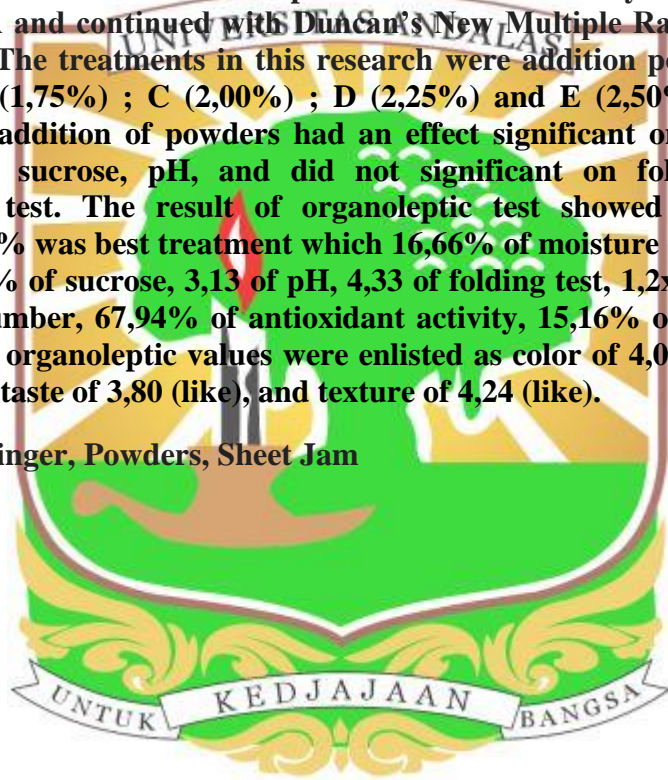 and continued with Duncan's New Multiple Ra
UNIVERSITAS ANDALAS
The treatments in this research were addition po
(1,75%) ; C (2,00%) ; D (2,25%) and E (2,50%
addition of powders had an effect significant o
sucrose, pH, and did not significant on fol
test. The result of organoleptic test showed
% was best treatment which 16,66% of moisture
% of sucrose, 3,13 of pH, 4,33 of folding test, 1,2x
umber, 67,94% of antioxidant activity, 15,16% o
organoleptic values were enlisted as color of 4,0
taste of 3,80 (like), and texture of 4,24 (like).
inger, Powders, Sheet Jam
UNTUK KEDJAJAAN BANGSA